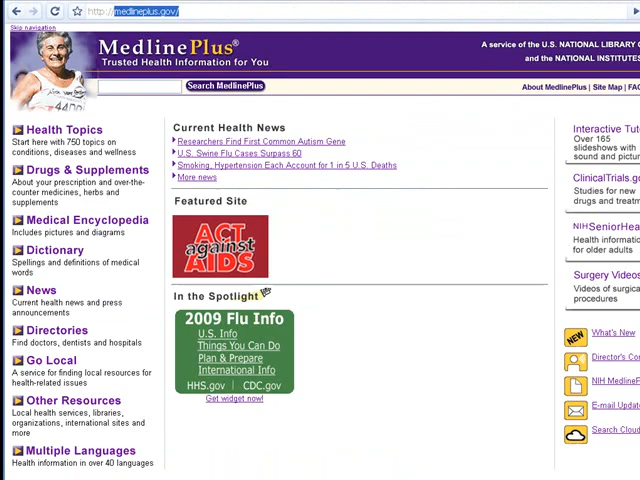 http://medlineplus.gov/
Skip navigation
MedlinePlus®
Trusted Health Information for You
A service of the U.S. NATIONAL LIBRARY
and the NATIONAL INSTITUTES
Search MedlinePlus
About MedlinePlus | Site Map | FAQ
Health Topics
Start here with 750 topics on
conditions, diseases and wellness
Drugs & Supplements
About your prescription and over-the-
counter medicines, herbs and
supplements
Medical Encyclopedia
Includes pictures and diagrams
Dictionary
Spellings and definitions of medical
words
News
Current health news and press
announcements
Directories
Find doctors, dentists and hospitals
Go Local
A service for finding local resources for
health-related issues
Other Resources
Local health services, libraries,
organizations, international sites and
more
Multiple Languages
Health information in over 40 languages
Current Health News
Researchers Find First Common Autism Gene
U.S. Swine Flu Cases Surpass 60
Smoking, Hypertension Each Account for 1 in 5 U.S. Deaths
More news
Featured Site
ACT
against
AIDS
In the Spotlight
2009 Flu Info
U.S. Info
Things You Can Do
Plan & Prepare
International Info
HHS.gov | CDC.gov
Get widget now!
Interactive Tut
Over 165
slideshows with
sound and pictu
ClinicalTrials.go
Studies for new
drugs and treatm
NIHSeniorHea
Health informatio
for older adults
Surgery Videos
Videos of surgica
procedures
NEW
What's New
Director's Co
NIH MedlineP
E-mail Update
Search Cloud